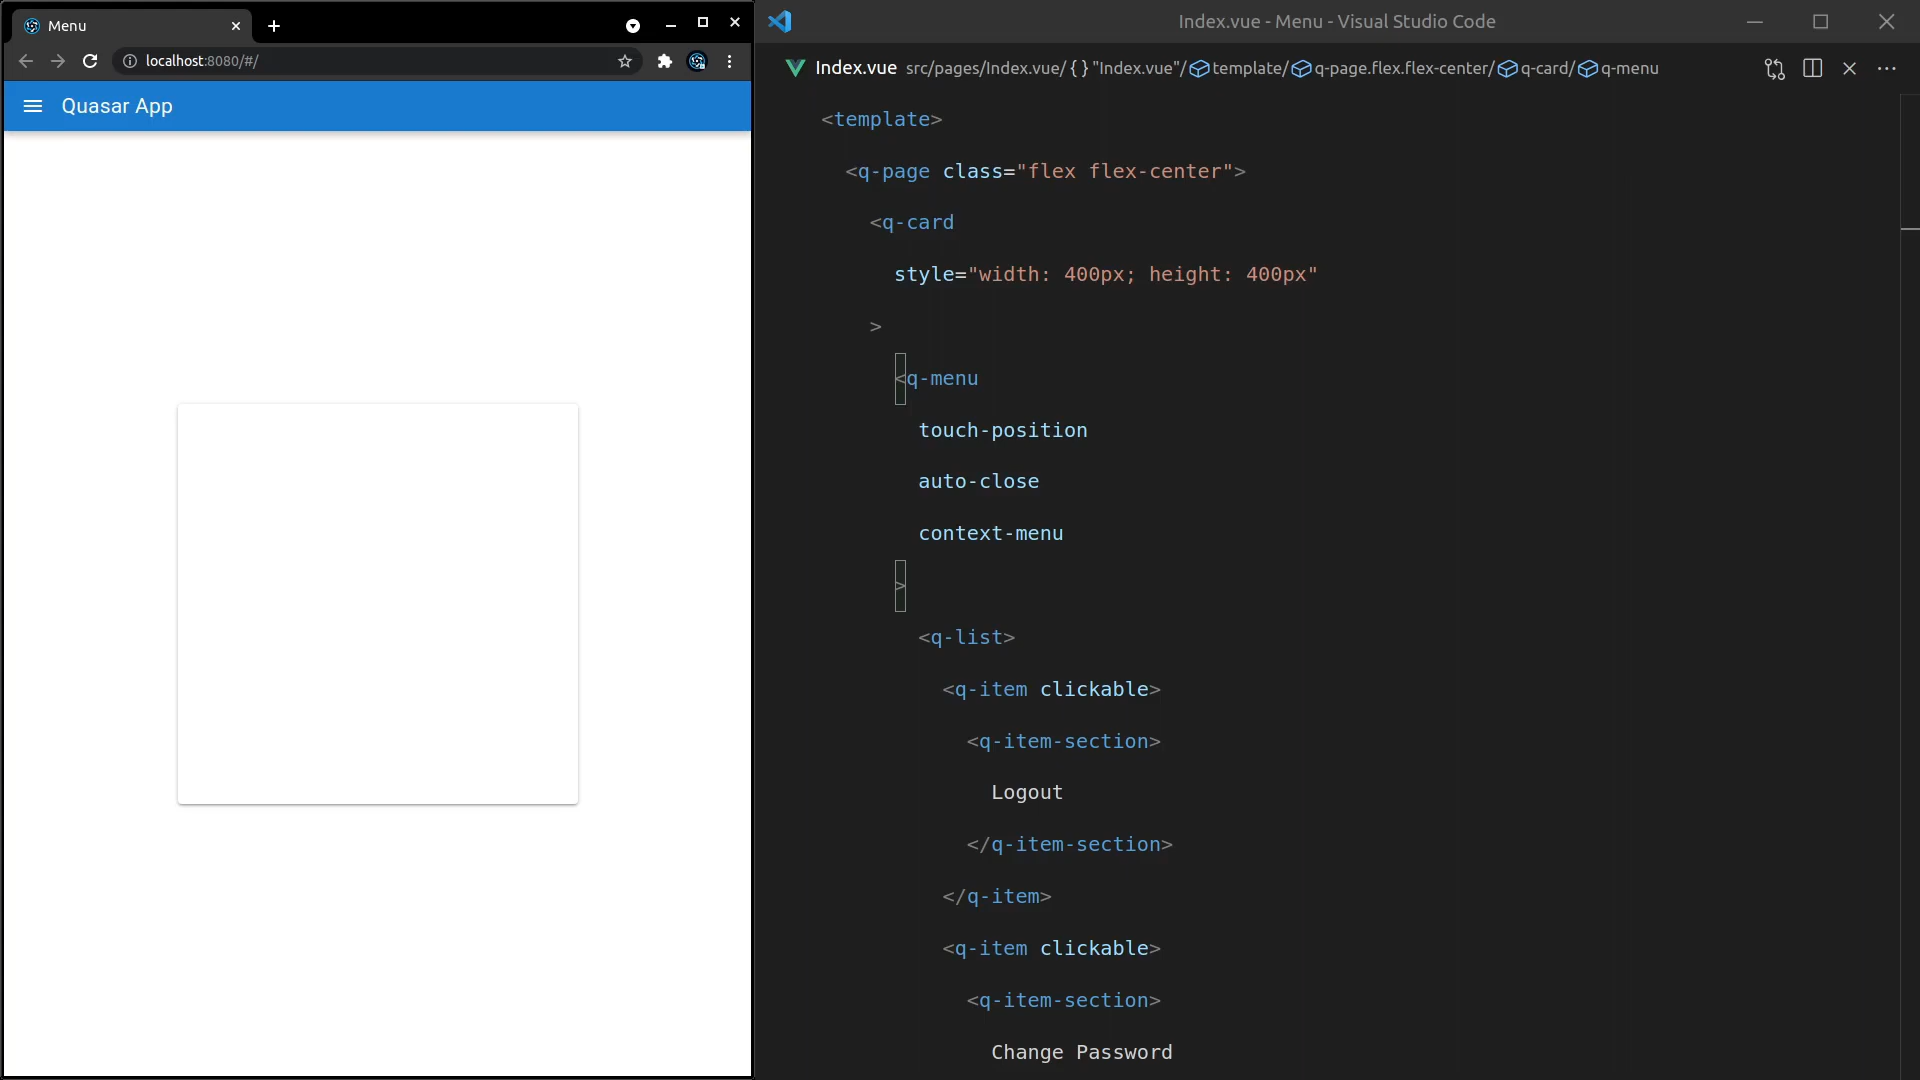 Menu
localhost:8080/#/
Quasar App
Index.vue - Menu - Visual Studio Code
Index.vue src/pages/Index.vue/{}"Index.vue"/template/q-page.flex.flex-center/q-card/q-menu
<template>
<q-page class="flex flex-center">
<q-card
style="width: 400px; height: 400px"
>
<q-menu
touch-position
auto-close
context-menu
>
<q-list>
<q-item clickable>
<q-item-section>
Logout
</q-item-section>
</q-item>
<q-item clickable>
<q-item-section>
Change Password